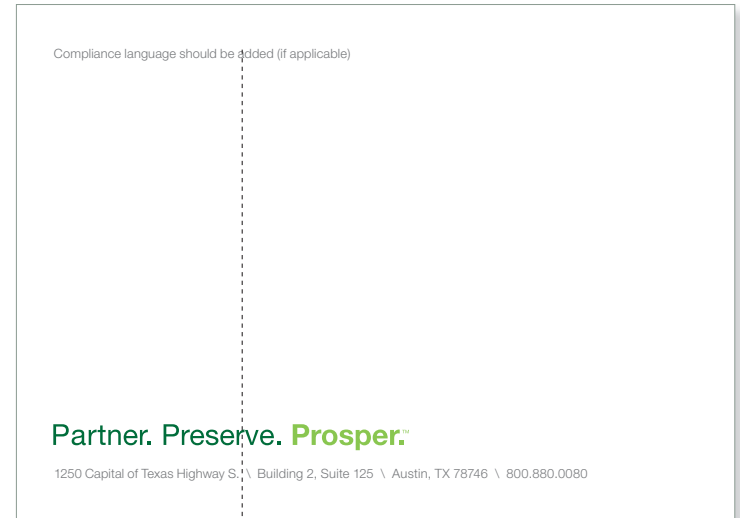 Compliance language should be added (if applicable)
Partner. Preserve. Prosper.™
1250 Capital of Texas Highway S. \ Building 2, Suite 125 \ Austin, TX 78746 \ 800.880.0080